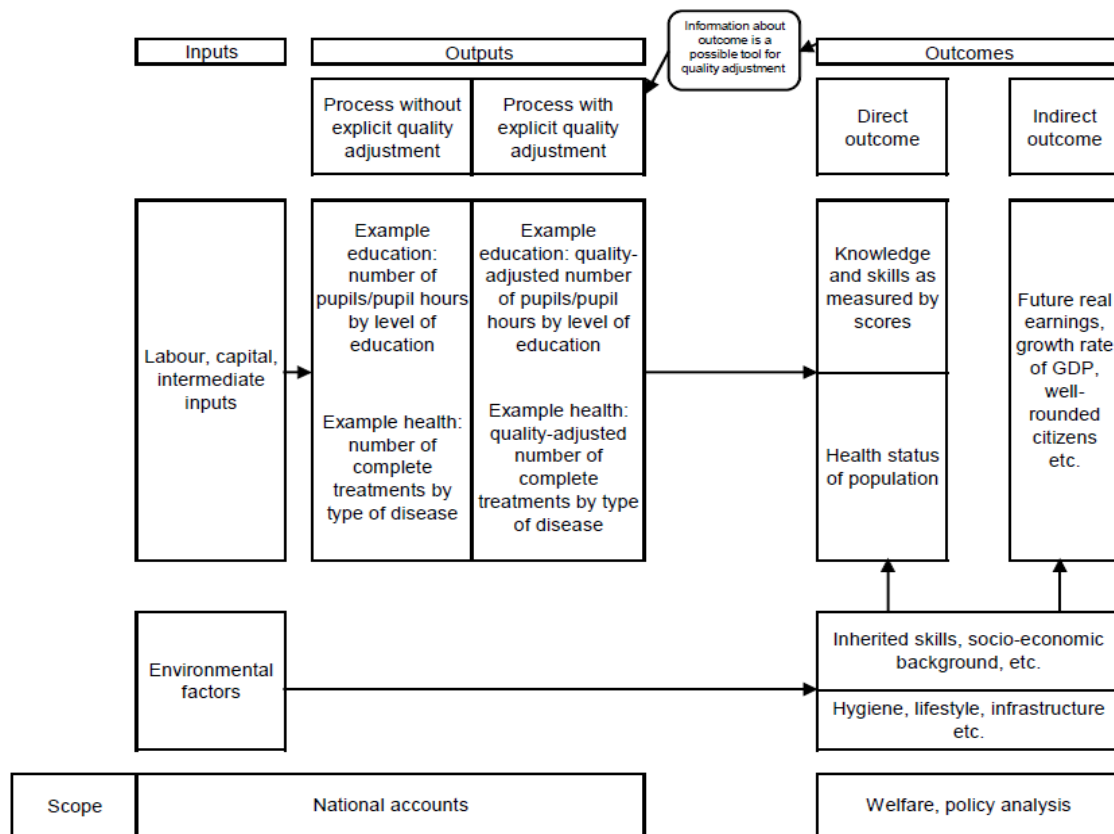 Information about
outcome is a
possible tool for
quality adjustment
Inputs
Outputs
Outcomes
Process without
explicit quality
adjustment
Process with
explicit quality
adjustment
Direct
outcome
Indirect
outcome
Labour, capital,
intermediate
inputs
Example
education:
number of
pupils/pupil hours
by level of
education
Example health:
number of
complete
treatments by
type of disease
Example
education: quality-
adjusted number
of pupils/pupil
hours by level of
education
Example health:
quality-adjusted
number of
complete
treatments by type
of disease
Knowledge
and skills as
measured by
scores
Health status
of population
Future real
earnings,
growth rate
of GDP,
well-
rounded
citizens
etc.
Environmental
factors
Inherited skills, socio-economic
background, etc.
Hygiene, lifestyle, infrastructure
etc.
Scope
National accounts
Welfare, policy analysis